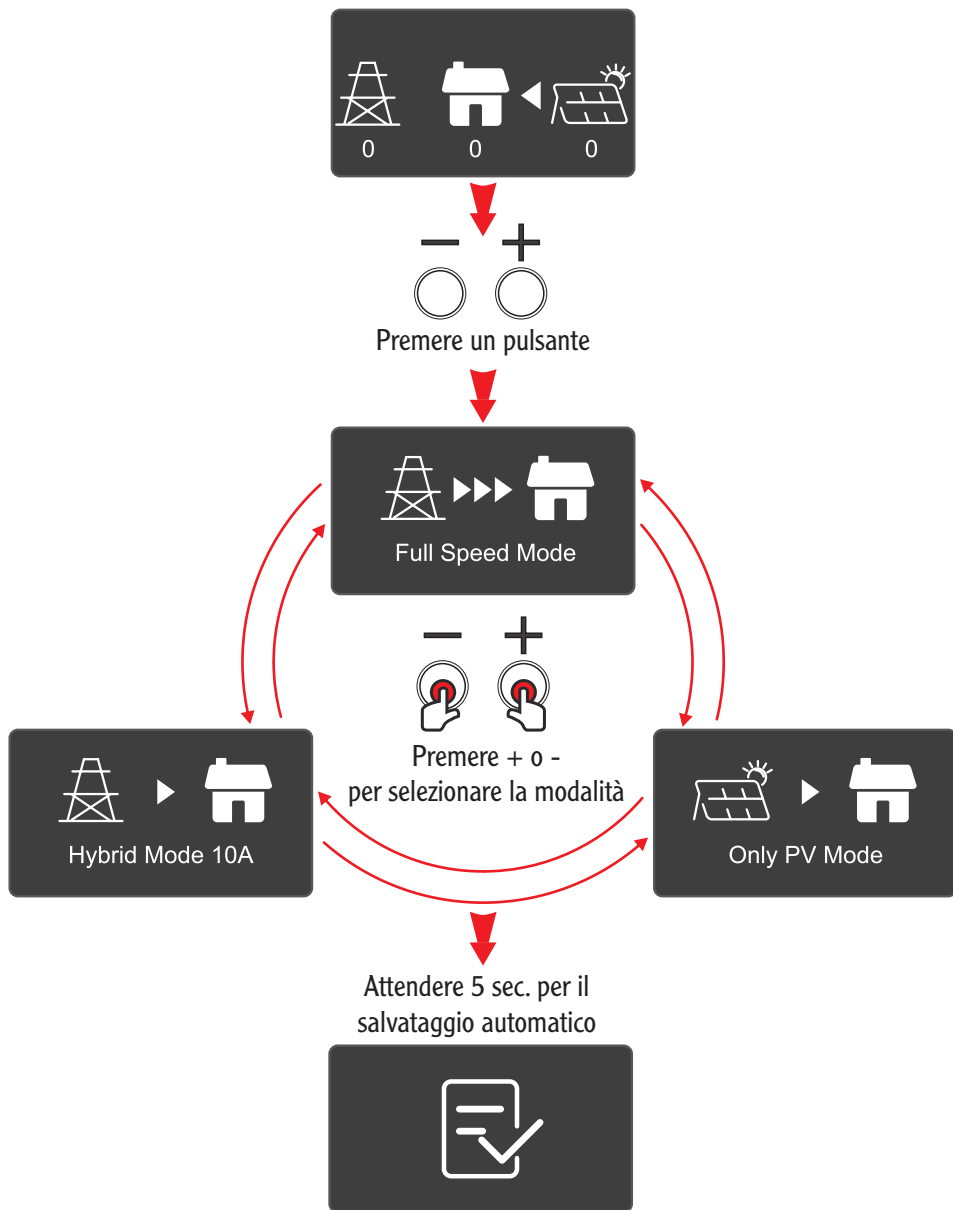 0 0 0
− +
Premere un pulsante
Full Speed Mode
− +
Premere + o -
per selezionare la modalità
Hybrid Mode 10A
Only PV Mode
Attendere 5 sec. per il
salvataggio automatico